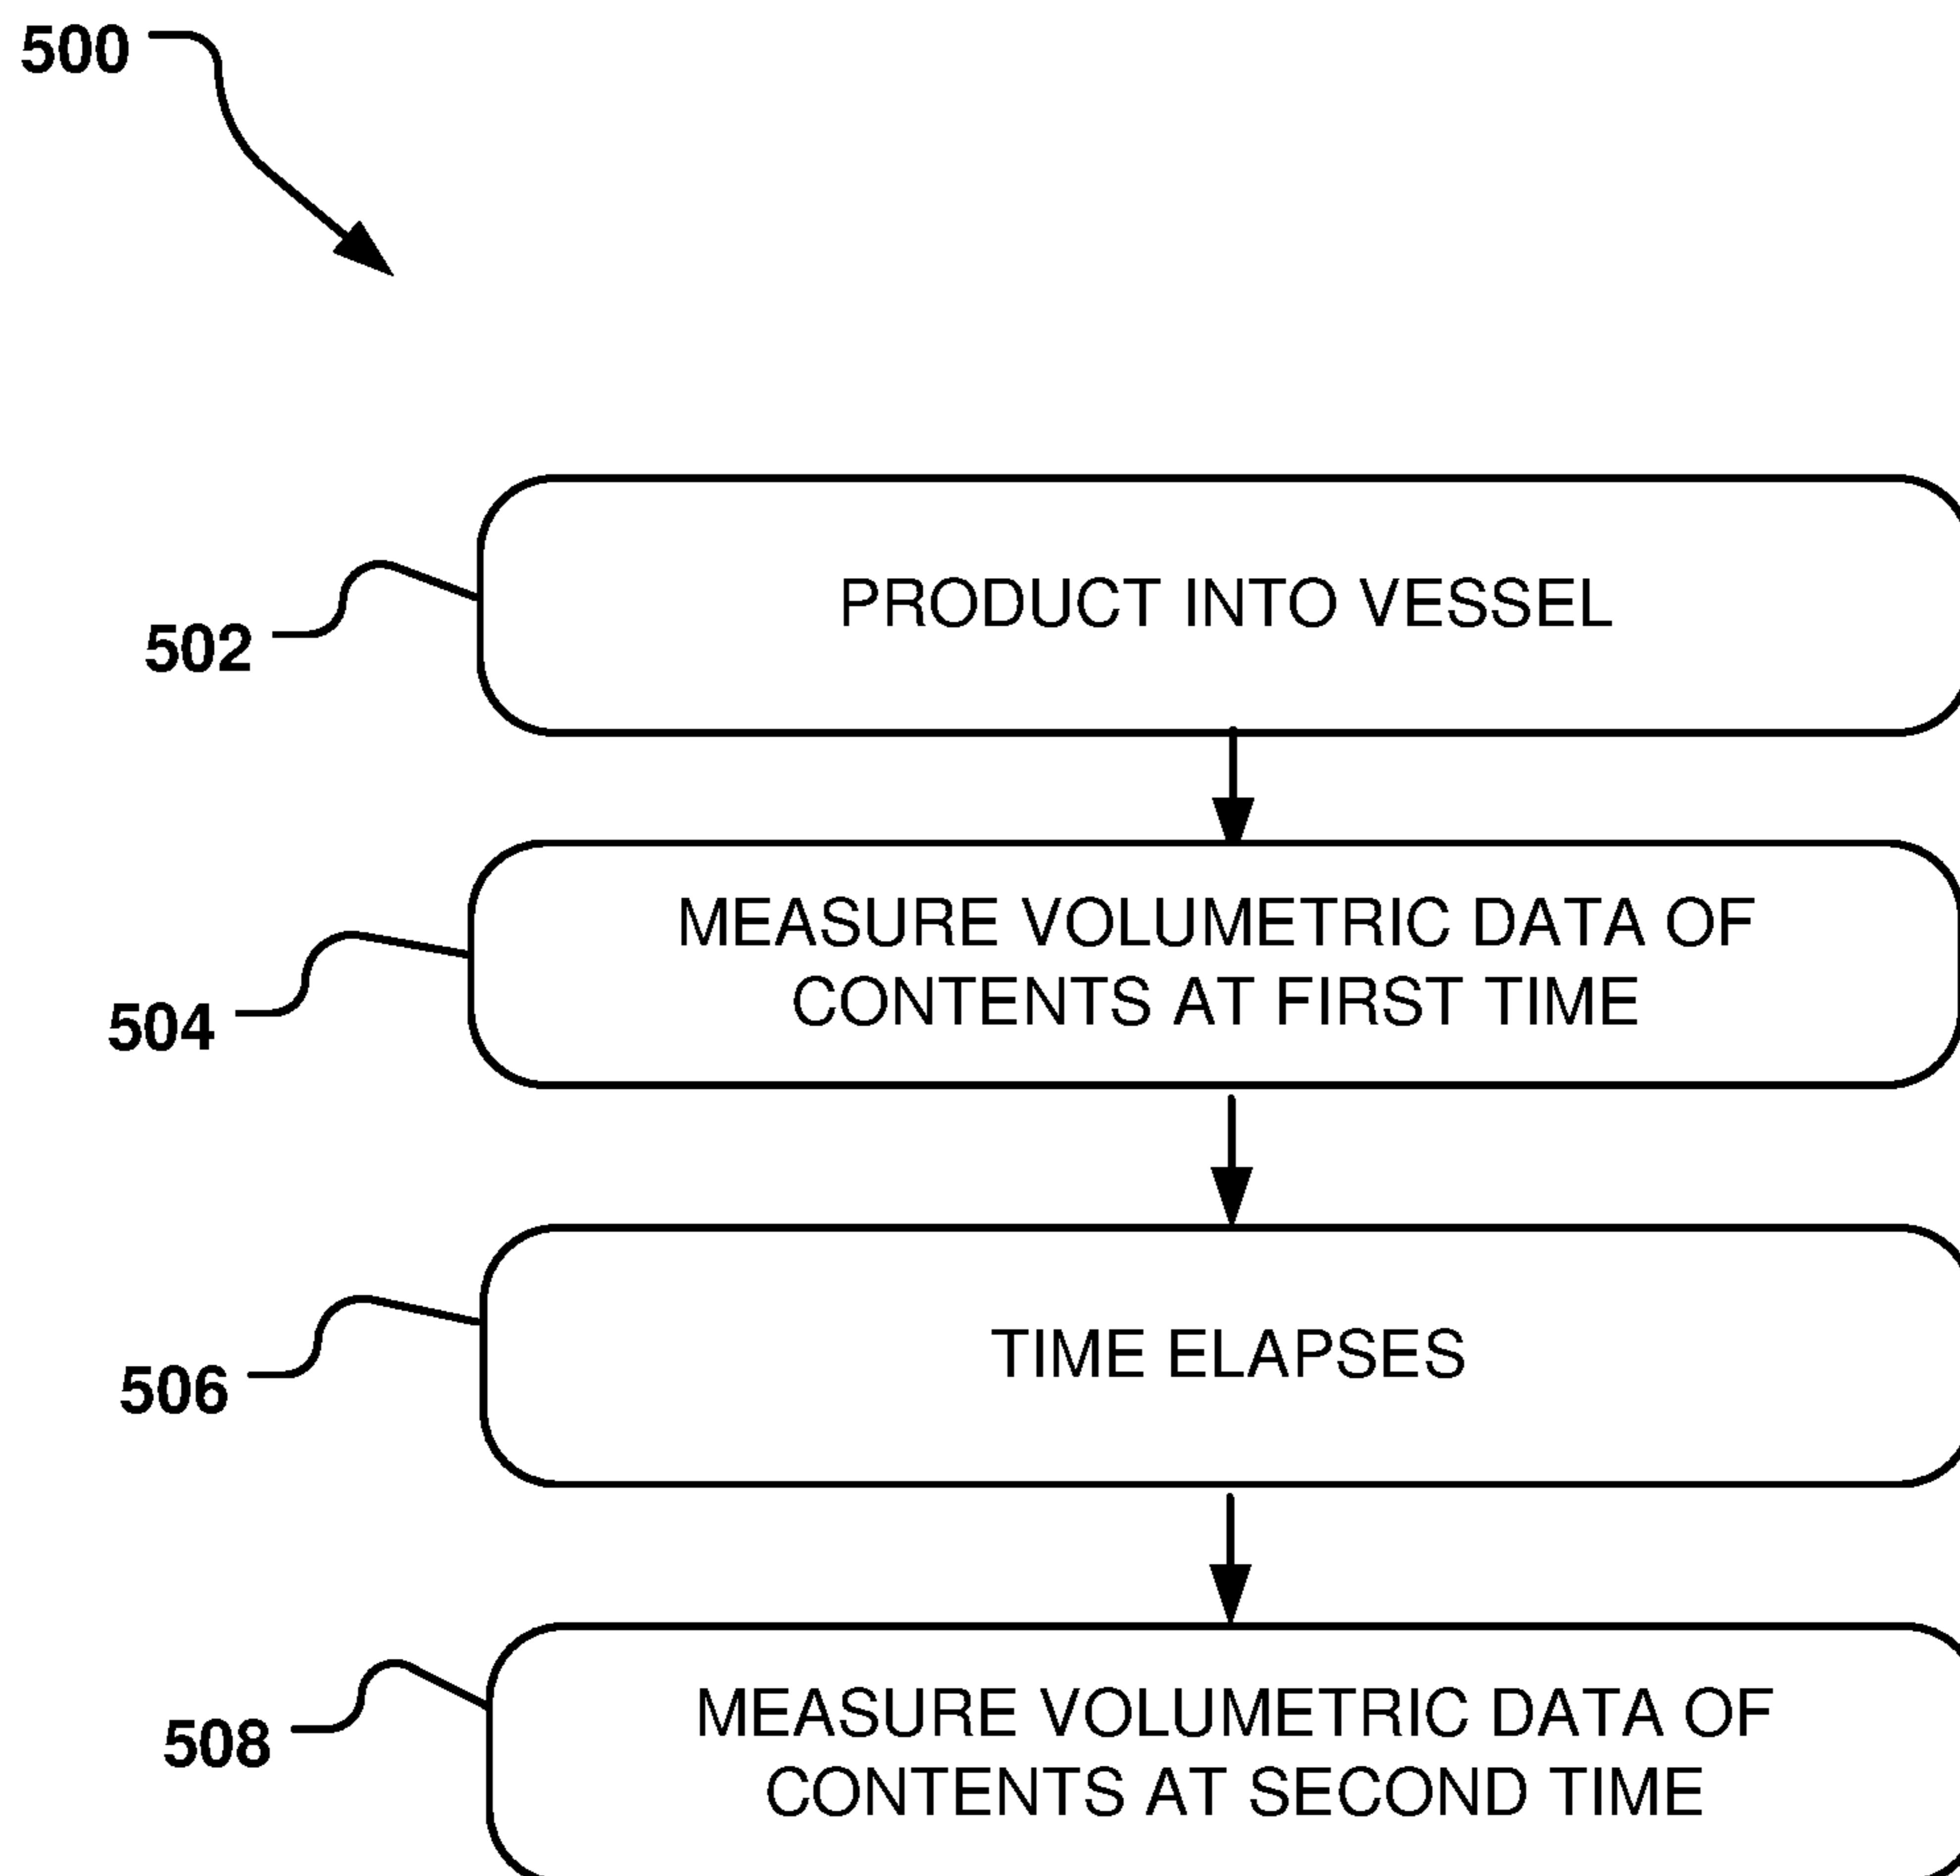 500
PRODUCT INTO VESSEL
502
MEASURE VOLUMETRIC DATA OF
CONTENTS AT FIRST TIME
504
TIME ELAPSES
506
MEASURE VOLUMETRIC DATA OF
CONTENTS AT SECOND TIME
508